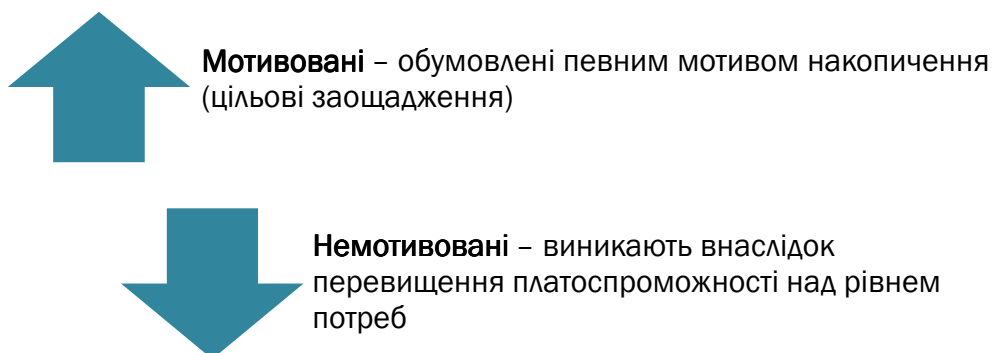 Мотивовані – обумовлені певним мотивом накопичення
(цільові заощадження)
Немотивовані – виникають внаслідок
перевищення платоспроможності над рівнем
потреб